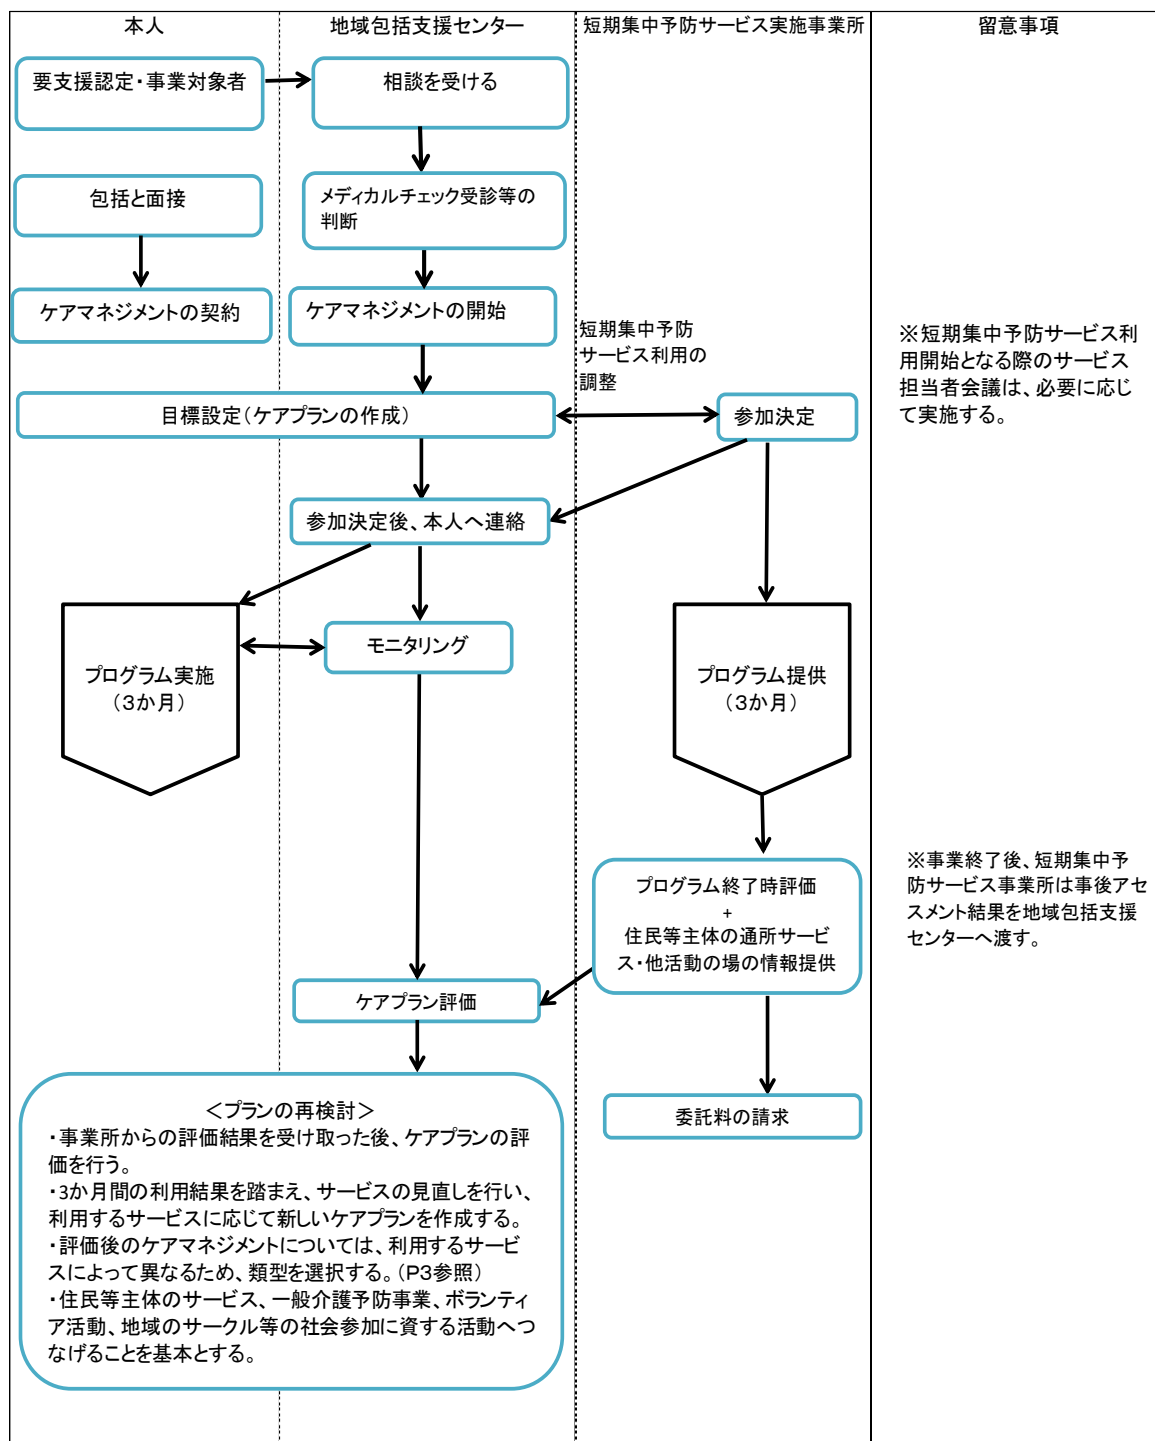 本人
地域包括支援センター
短期集中予防サービス実施事業所
留意事項
要支援認定・事業対象者
相談を受ける
包括と面接
メディカルチェック受診等の
判断
ケアマネジメントの契約
ケアマネジメントの開始
短期集中予防
サービス利用の
調整
※短期集中予防サービス利
用開始となる際のサービス
担当者会議は、必要に応じ
て実施する。
目標設定（ケアプランの作成）
参加決定
参加決定後、本人へ連絡
モニタリング
プログラム実施
（３か月）
プログラム提供
（３か月）
プログラム終了時評価
+
住民等主体の通所サービ
ス・他活動の場の情報提供
※事業終了後、短期集中予
防サービス事業所は事後アセ
スメント結果を地域包括支援
センターへ渡す。
ケアプラン評価
委託料の請求
＜プランの再検討＞
・事業所からの評価結果を受け取った後、ケアプランの評
価を行う。
・3か月間の利用結果を踏まえ、サービスの見直しを行い、
利用するサービスに応じて新しいケアプランを作成する。
・評価後のケアマネジメントについては、利用するサービ
スによって異なるため、類型を選択する。（P3参照）
・住民等主体のサービス、一般介護予防事業、ボランティ
ア活動、地域のサークル等の社会参加に資する活動へつ
なげることを基本とする。